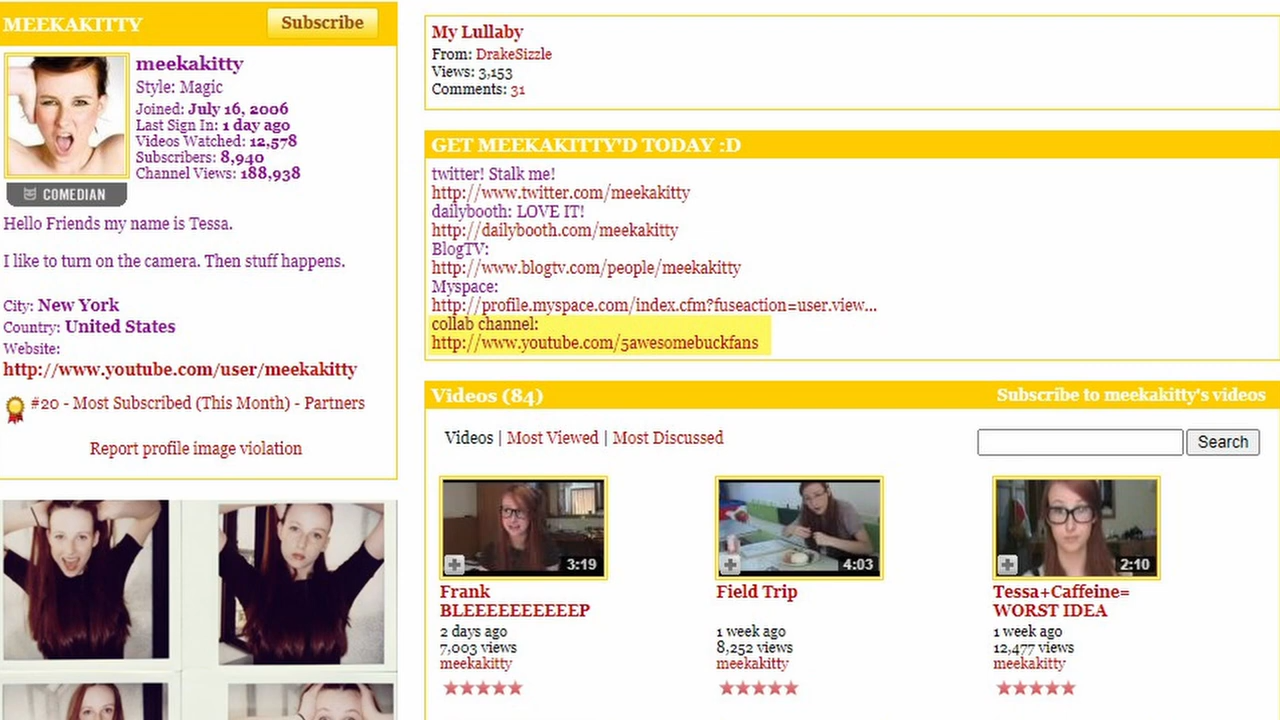 MEEKAKITTY
Subscribe
meekakitty
Style: Magic
Joined: July 16, 2006
Last Sign In: 1 day ago
Videos Watched: 12,578
Subscribers: 8,940
Channel Views: 188,938
COMEDIAN
Hello Friends my name is Tessa.
I like to turn on the camera. Then stuff happens.
City: New York
Country: United States
Website:
http://www.youtube.com/user/meekakitty
#20 - Most Subscribed (This Month) - Partners
Report profile image violation
My Lullaby
From: DrakeSizzle
Views: 3,153
Comments: 31
GET MEEKAKITTY'D TODAY :D
twitter! Stalk me!
http://www.twitter.com/meekakitty
dailybooth: LOVE IT!
http://dailybooth.com/meekakitty
BlogTV:
http://www.blogtv.com/people/meekakitty
Myspace:
http://profile.myspace.com/index.cfm?fuseaction=user.view...
collab channel:
http://www.youtube.com/5awesomebuckfans
Videos (84)
Subscribe to meekakitty's videos
Videos | Most Viewed | Most Discussed
Search
3:19
Frank
BLEEEEEEEEEEP
2 days ago
7,003 views
meekakitty
4:03
Field Trip
1 week ago
8,252 views
meekakitty
2:10
Tessa+Caffeine=
WORST IDEA
1 week ago
12,477 views
meekakitty